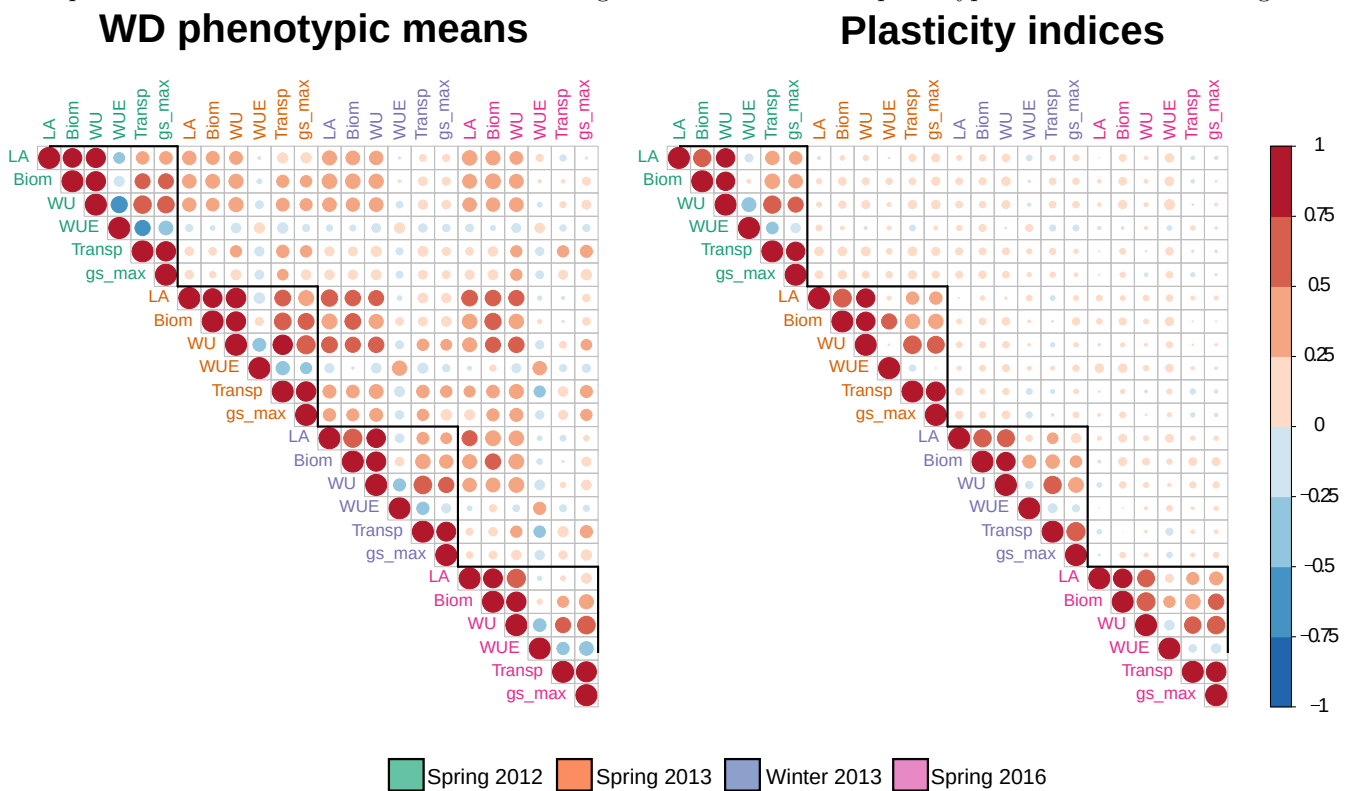 WD phenotypic means
Plasticity indices
LA Biom WU WUE Transp gs_max LA Biom WU WUE Transp gs_max LA Biom WU WUE Transp gs_max LA Biom WU WUE Transp gs_max
LA
Biom
WU
WUE
Transp
gs_max
LA
Biom
WU
WUE
Transp
gs_max
LA
Biom
WU
WUE
Transp
gs_max
LA
Biom
WU
WUE
Transp
gs_max
LA Biom WU WUE Transp gs_max LA Biom WU WUE Transp gs_max LA Biom WU WUE Transp gs_max LA Biom WU WUE Transp gs_max
LA
Biom
WU
WUE
Transp
gs_max
LA
Biom
WU
WUE
Transp
gs_max
LA
Biom
WU
WUE
Transp
gs_max
LA
Biom
WU
WUE
Transp
gs_max
1
0.75
0.5
0.25
0
−0.25
−0.5
−0.75
−1
Spring 2012 Spring 2013 Winter 2013 Spring 2016